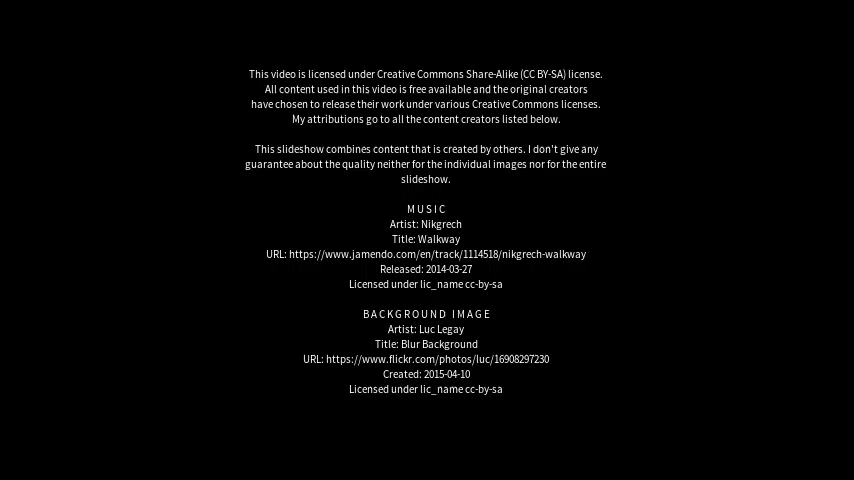 This video is licensed under Creative Commons Share-Alike (CC BY-SA) license.
All content used in this video is free available and the original creators
have chosen to release their work under various Creative Commons licenses.
My attributions go to all the content creators listed below.
This slideshow combines content that is created by others. I don't give any
guarantee about the quality neither for the individual images nor for the entire
slideshow.
MUSIC
Artist: Nikgrech
Title: Walkway
URL: https://www.jamendo.com/en/track/1114518/nikgrech-walkway
Released: 2014-03-27
Licensed under lic_name cc-by-sa
BACKGROUND IMAGE
Artist: Luc Legay
Title: Blur Background
URL: https://www.flickr.com/photos/luc/16908297230
Created: 2015-04-10
Licensed under lic_name cc-by-sa